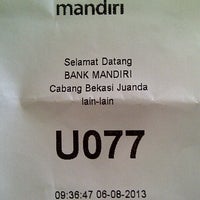 mandiri
Selamat Datang
BANK MANDIRI
Cabang Bekasi Juanda
lain-lain
U077
09:36:47 06-08-2013